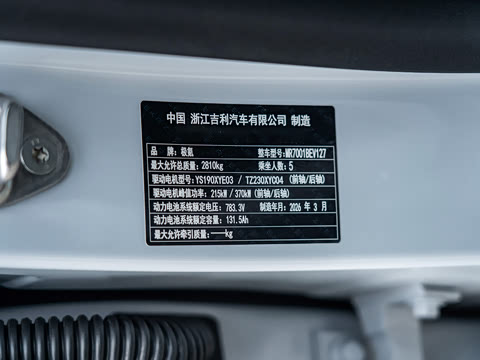 中国 浙江吉利汽车有限公司 制造
品 牌：极氪 整车型号：MR7001BEV127
最大允许总质量：2810kg 乘坐人数：5
驱动电机型号：YS190XYE03 / TZ230XYC04 (前轴/后轴)
驱动电机峰值功率：215kW / 370kW (前轴/后轴)
动力电池系统额定电压：783.3V 制造年月：2026 年 3 月
动力电池系统额定容量：131.5Ah
最大允许牵引质量：——kg